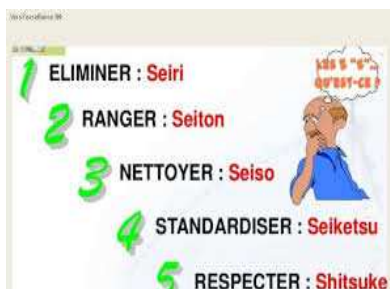 LES 5 "S"...
QU'EST-CE ?
1 ELIMINER : Seiri
2 RANGER : Seiton
3 NETTOYER : Seiso
4 STANDARDISER : Seiketsu
5 RESPECTER : Shitsuke